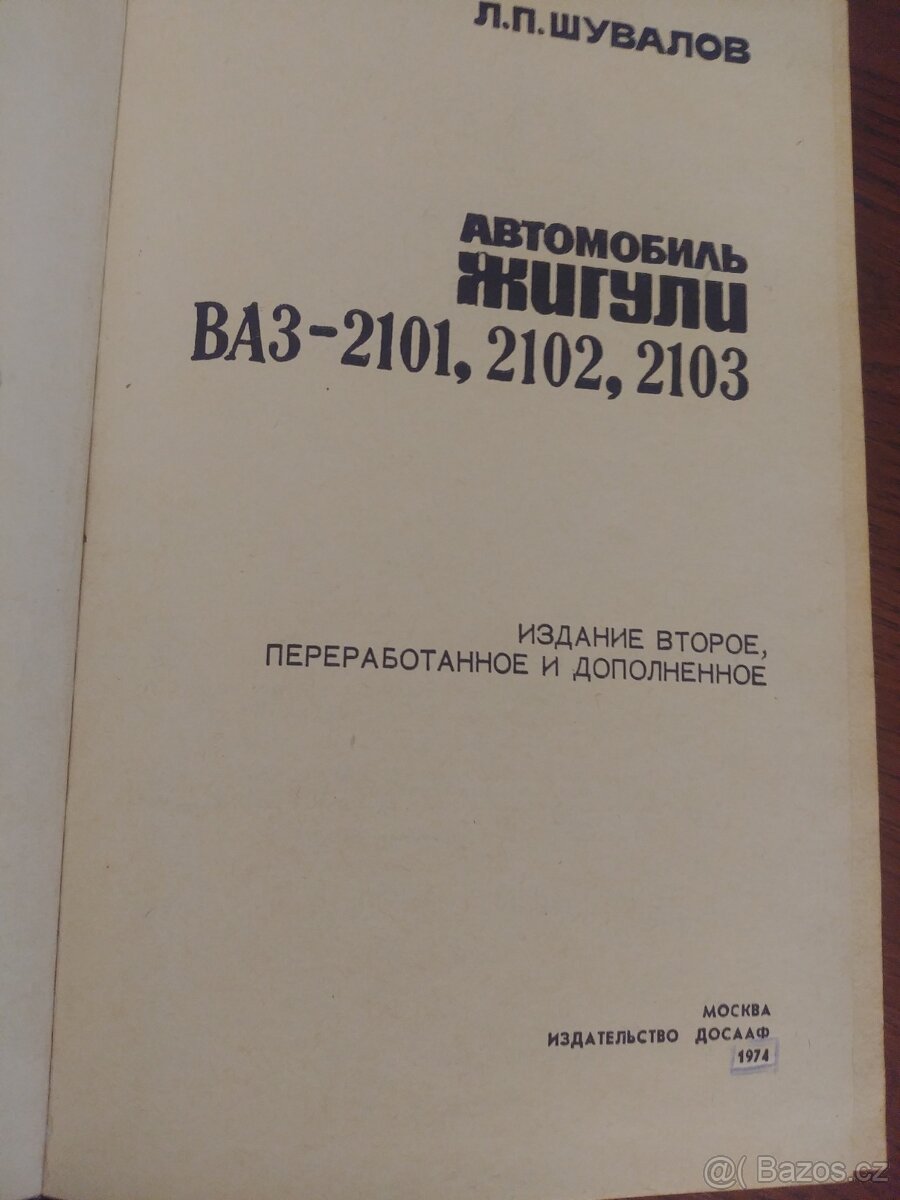 Л.П.ШУВАЛОВ
АВТОМОБИЛЬ
ЖИГУЛИ
ВАЗ-2101, 2102, 2103
ИЗДАНИЕ ВТОРОЕ,
ПЕРЕРАБОТАННОЕ И ДОПОЛНЕННОЕ
МОСКВА
ИЗДАТЕЛЬСТВО ДОСААФ
1974
@( Bazos.cz